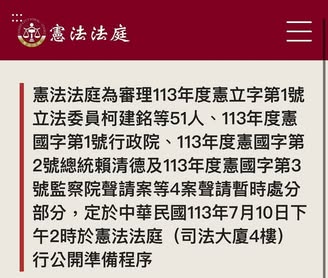 憲法法庭
憲法法庭為審理113年度憲立字第1號
立法委員柯建銘等51人、113年度憲
國字第1號行政院、113年度憲國字第
2號總統賴清德及113年度憲國字第3
號監察院聲請案等4案聲請暫時處分
部分，定於中華民國113年7月10日下
午2時於憲法法庭（司法大廈4樓）
行公開準備程序